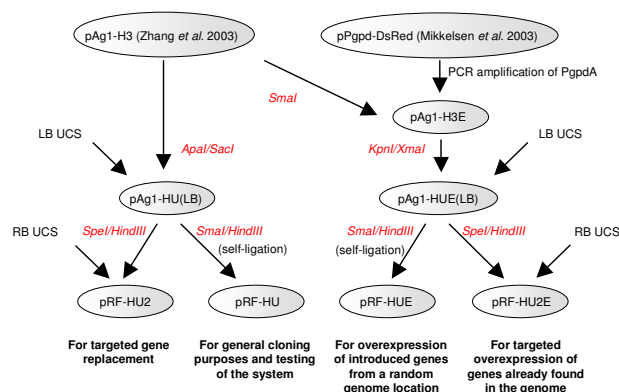 pAg1-H3 (Zhang et al. 2003)
pPgpd-DsRed (Mikkelsen et al. 2003)
PCR amplification of PgpdA
SmaI
pAg1-H3E
LB UCS
ApaI/SacI
KpnI/XmaI
LB UCS
pAg1-HU(LB)
pAg1-HUE(LB)
RB UCS
SpeI/HindIII
SmaI/HindIII
(self-ligation)
SmaI/HindIII
(self-ligation)
SpeI/HindIII
RB UCS
pRF-HU2
pRF-HU
pRF-HUE
pRF-HU2E
For targeted gene
replacement
For general cloning
purposes and testing
of the system
For overexpression
of introduced genes
from a random
genome location
For targeted
overexpression of
genes already found
in the genome